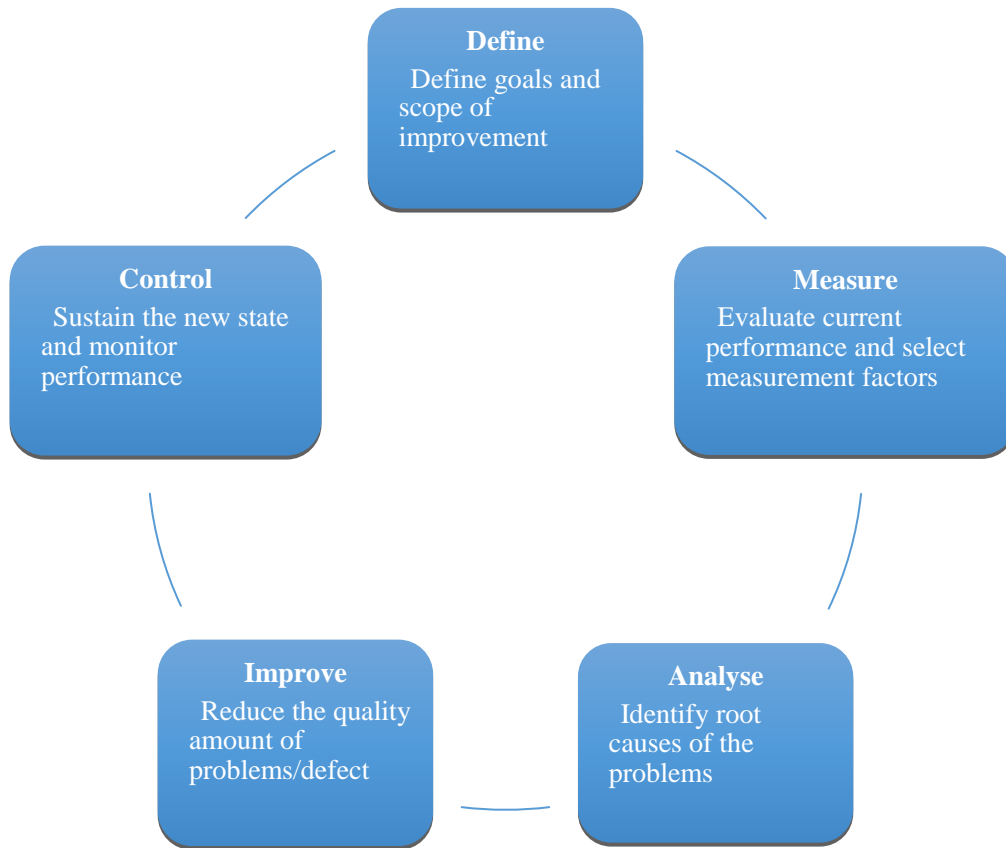 Define
Define goals and
scope of
improvement
Measure
Evaluate current
performance and select
measurement factors
Analyse
Identify root
causes of the
problems
Improve
Reduce the quality
amount of
problems/defect
Control
Sustain the new state
and monitor
performance